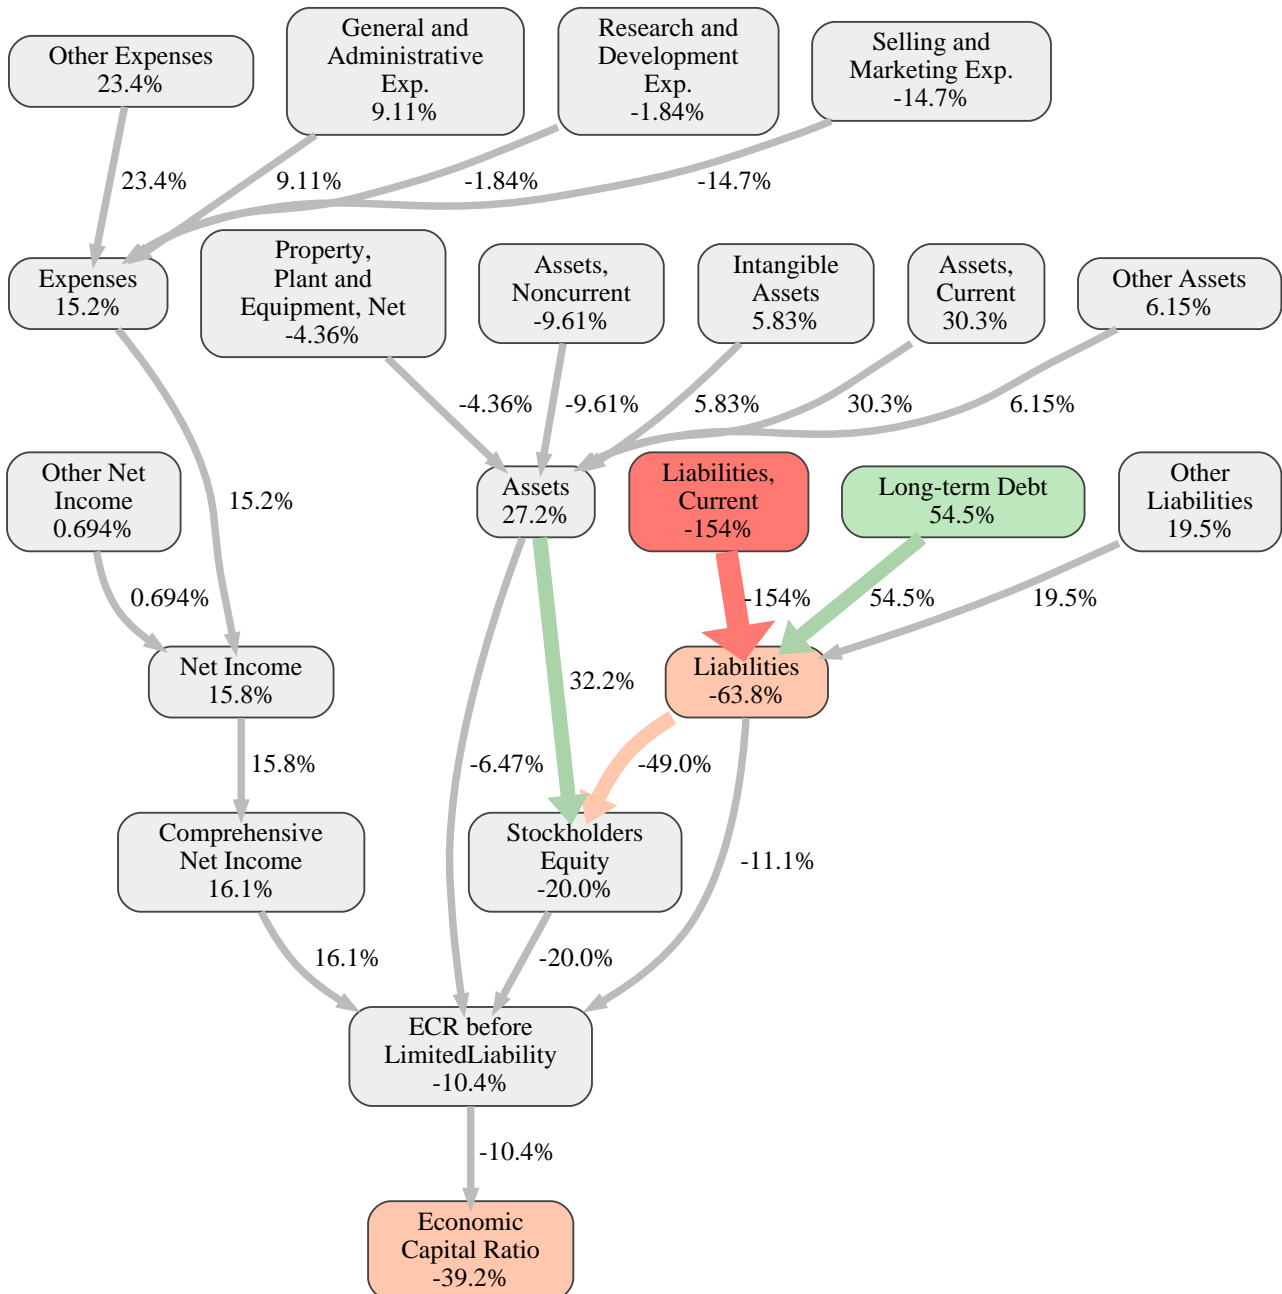 Other Expenses
23.4%
General and
Administrative
Exp.
9.11%
Research and
Development
Exp.
-1.84%
Selling and
Marketing Exp.
-14.7%
23.4%
9.11%
-1.84%
-14.7%
Expenses
15.2%
Property,
Plant and
Equipment, Net
-4.36%
Assets,
Noncurrent
-9.61%
Intangible
Assets
5.83%
Assets,
Current
30.3%
Other Assets
6.15%
-4.36%
-9.61%
5.83%
30.3%
6.15%
Other Net
Income
0.694%
15.2%
Assets
27.2%
Liabilities,
Current
-154%
Long-term Debt
54.5%
Other
Liabilities
19.5%
0.694%
-154%
54.5%
19.5%
Net Income
15.8%
32.2%
Liabilities
-63.8%
15.8%
-6.47%
-49.0%
Comprehensive
Net Income
16.1%
Stockholders
Equity
-20.0%
-11.1%
16.1%
-20.0%
ECR before
LimitedLiability
-10.4%
-10.4%
Economic
Capital Ratio
-39.2%